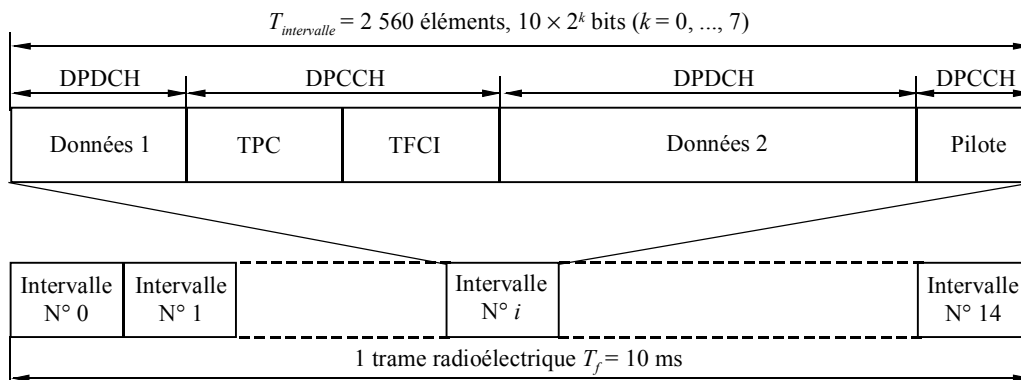 T_intervalle = 2 560 éléments, 10 × 2^k bits (k = 0, ..., 7)
DPDCH DPCCH DPDCH DPCCH
Données 1 TPC TFCI Données 2 Pilote
Intervalle Intervalle Intervalle Intervalle
N° 0 N° 1 N° i N° 14
1 trame radioélectrique T_f = 10 ms